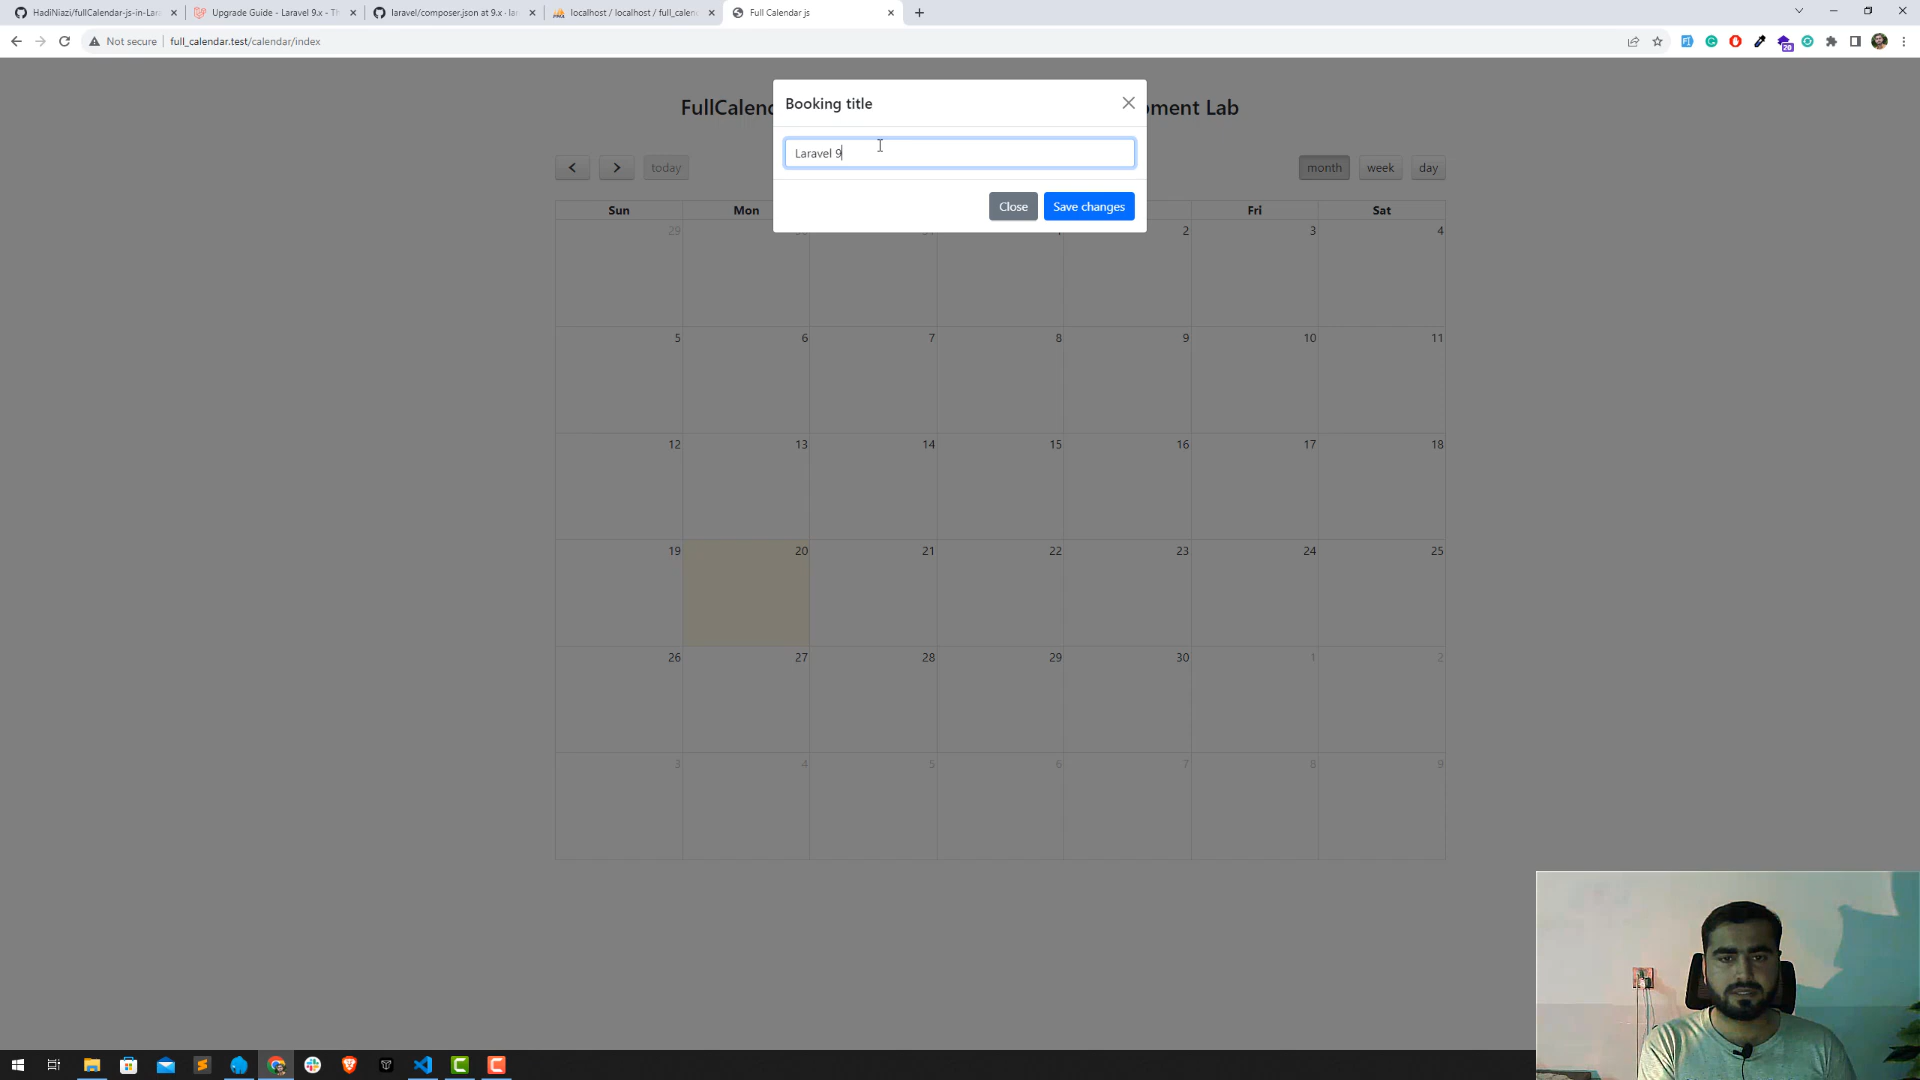 HadiNiazi/fullCalendar-js-in-Lar
Upgrade Guide - Laravel 9.x - Th
laravel/composer.json at 9.x · la
localhost / localhost / full_calen
Full Calendar js
Not secure
full_calendar.test/calendar/index
20
FullCalend
pment Lab
Booking title
Laravel 9
Close
Save changes
today
month
week
day
Sun
Mon
Fri
Sat
29
1
2
3
4
5
6
7
8
9
10
11
12
13
14
15
16
17
18
19
20
21
22
23
24
25
26
27
28
29
30
1
2
3
4
5
6
7
8
9